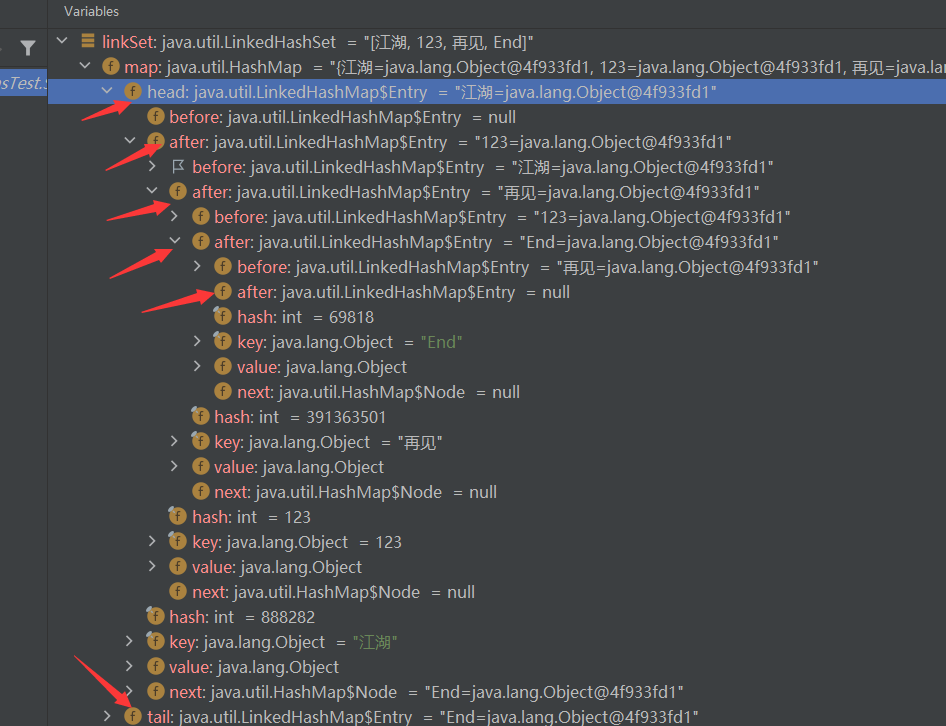 Variables
linkSet: java.util.LinkedHashSet = "[江湖, 123, 再见, End]"
map: java.util.HashMap = "{江湖=java.lang.Object@4f933fd1, 123=java.lang.Object@4f933fd1, 再见=java.lan
sTest.s
head: java.util.LinkedHashMap$Entry = "江湖=java.lang.Object@4f933fd1"
before: java.util.LinkedHashMap$Entry = null
after: java.util.LinkedHashMap$Entry = "123=java.lang.Object@4f933fd1"
before: java.util.LinkedHashMap$Entry = "江湖=java.lang.Object@4f933fd1"
after: java.util.LinkedHashMap$Entry = "再见=java.lang.Object@4f933fd1"
before: java.util.LinkedHashMap$Entry = "123=java.lang.Object@4f933fd1"
after: java.util.LinkedHashMap$Entry = "End=java.lang.Object@4f933fd1"
before: java.util.LinkedHashMap$Entry = "再见=java.lang.Object@4f933fd1"
after: java.util.LinkedHashMap$Entry = null
hash: int = 69818
key: java.lang.Object = "End"
value: java.lang.Object
next: java.util.HashMap$Node = null
hash: int = 391363501
key: java.lang.Object = "再见"
value: java.lang.Object
next: java.util.HashMap$Node = null
hash: int = 123
key: java.lang.Object = 123
value: java.lang.Object
next: java.util.HashMap$Node = null
hash: int = 888282
key: java.lang.Object = "江湖"
value: java.lang.Object
next: java.util.HashMap$Node = "End=java.lang.Object@4f933fd1"
tail: java.util.LinkedHashMap$Entry = "End=java.lang.Object@4f933fd1"